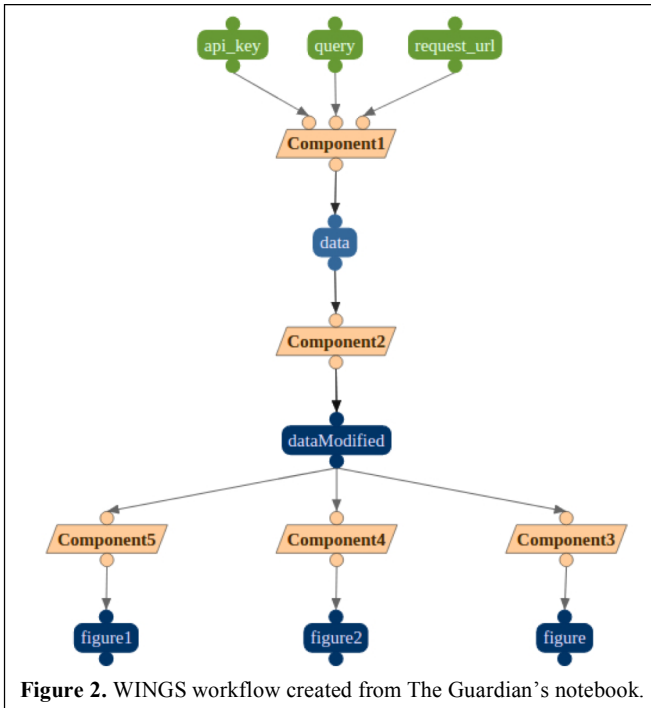 api_key query request_url
Component1
data
Component2
dataModified
Component5 Component4 Component3
figure1 figure2 figure
Figure 2. WINGS workflow created from The Guardian’s notebook.